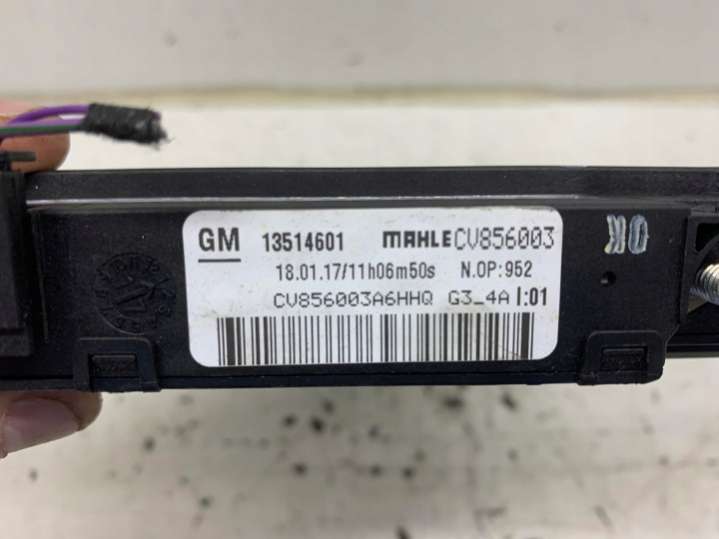 GM 13514601 MAHLE CV856003
18.01.17/11h06m50s N.OP:952
CV856003A6HHQ G3_4A I:01
OK